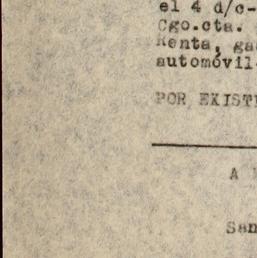 el 4 d/c-
Cgo.cta.
Renta, ga
automóvil
POR EXIST
A
San